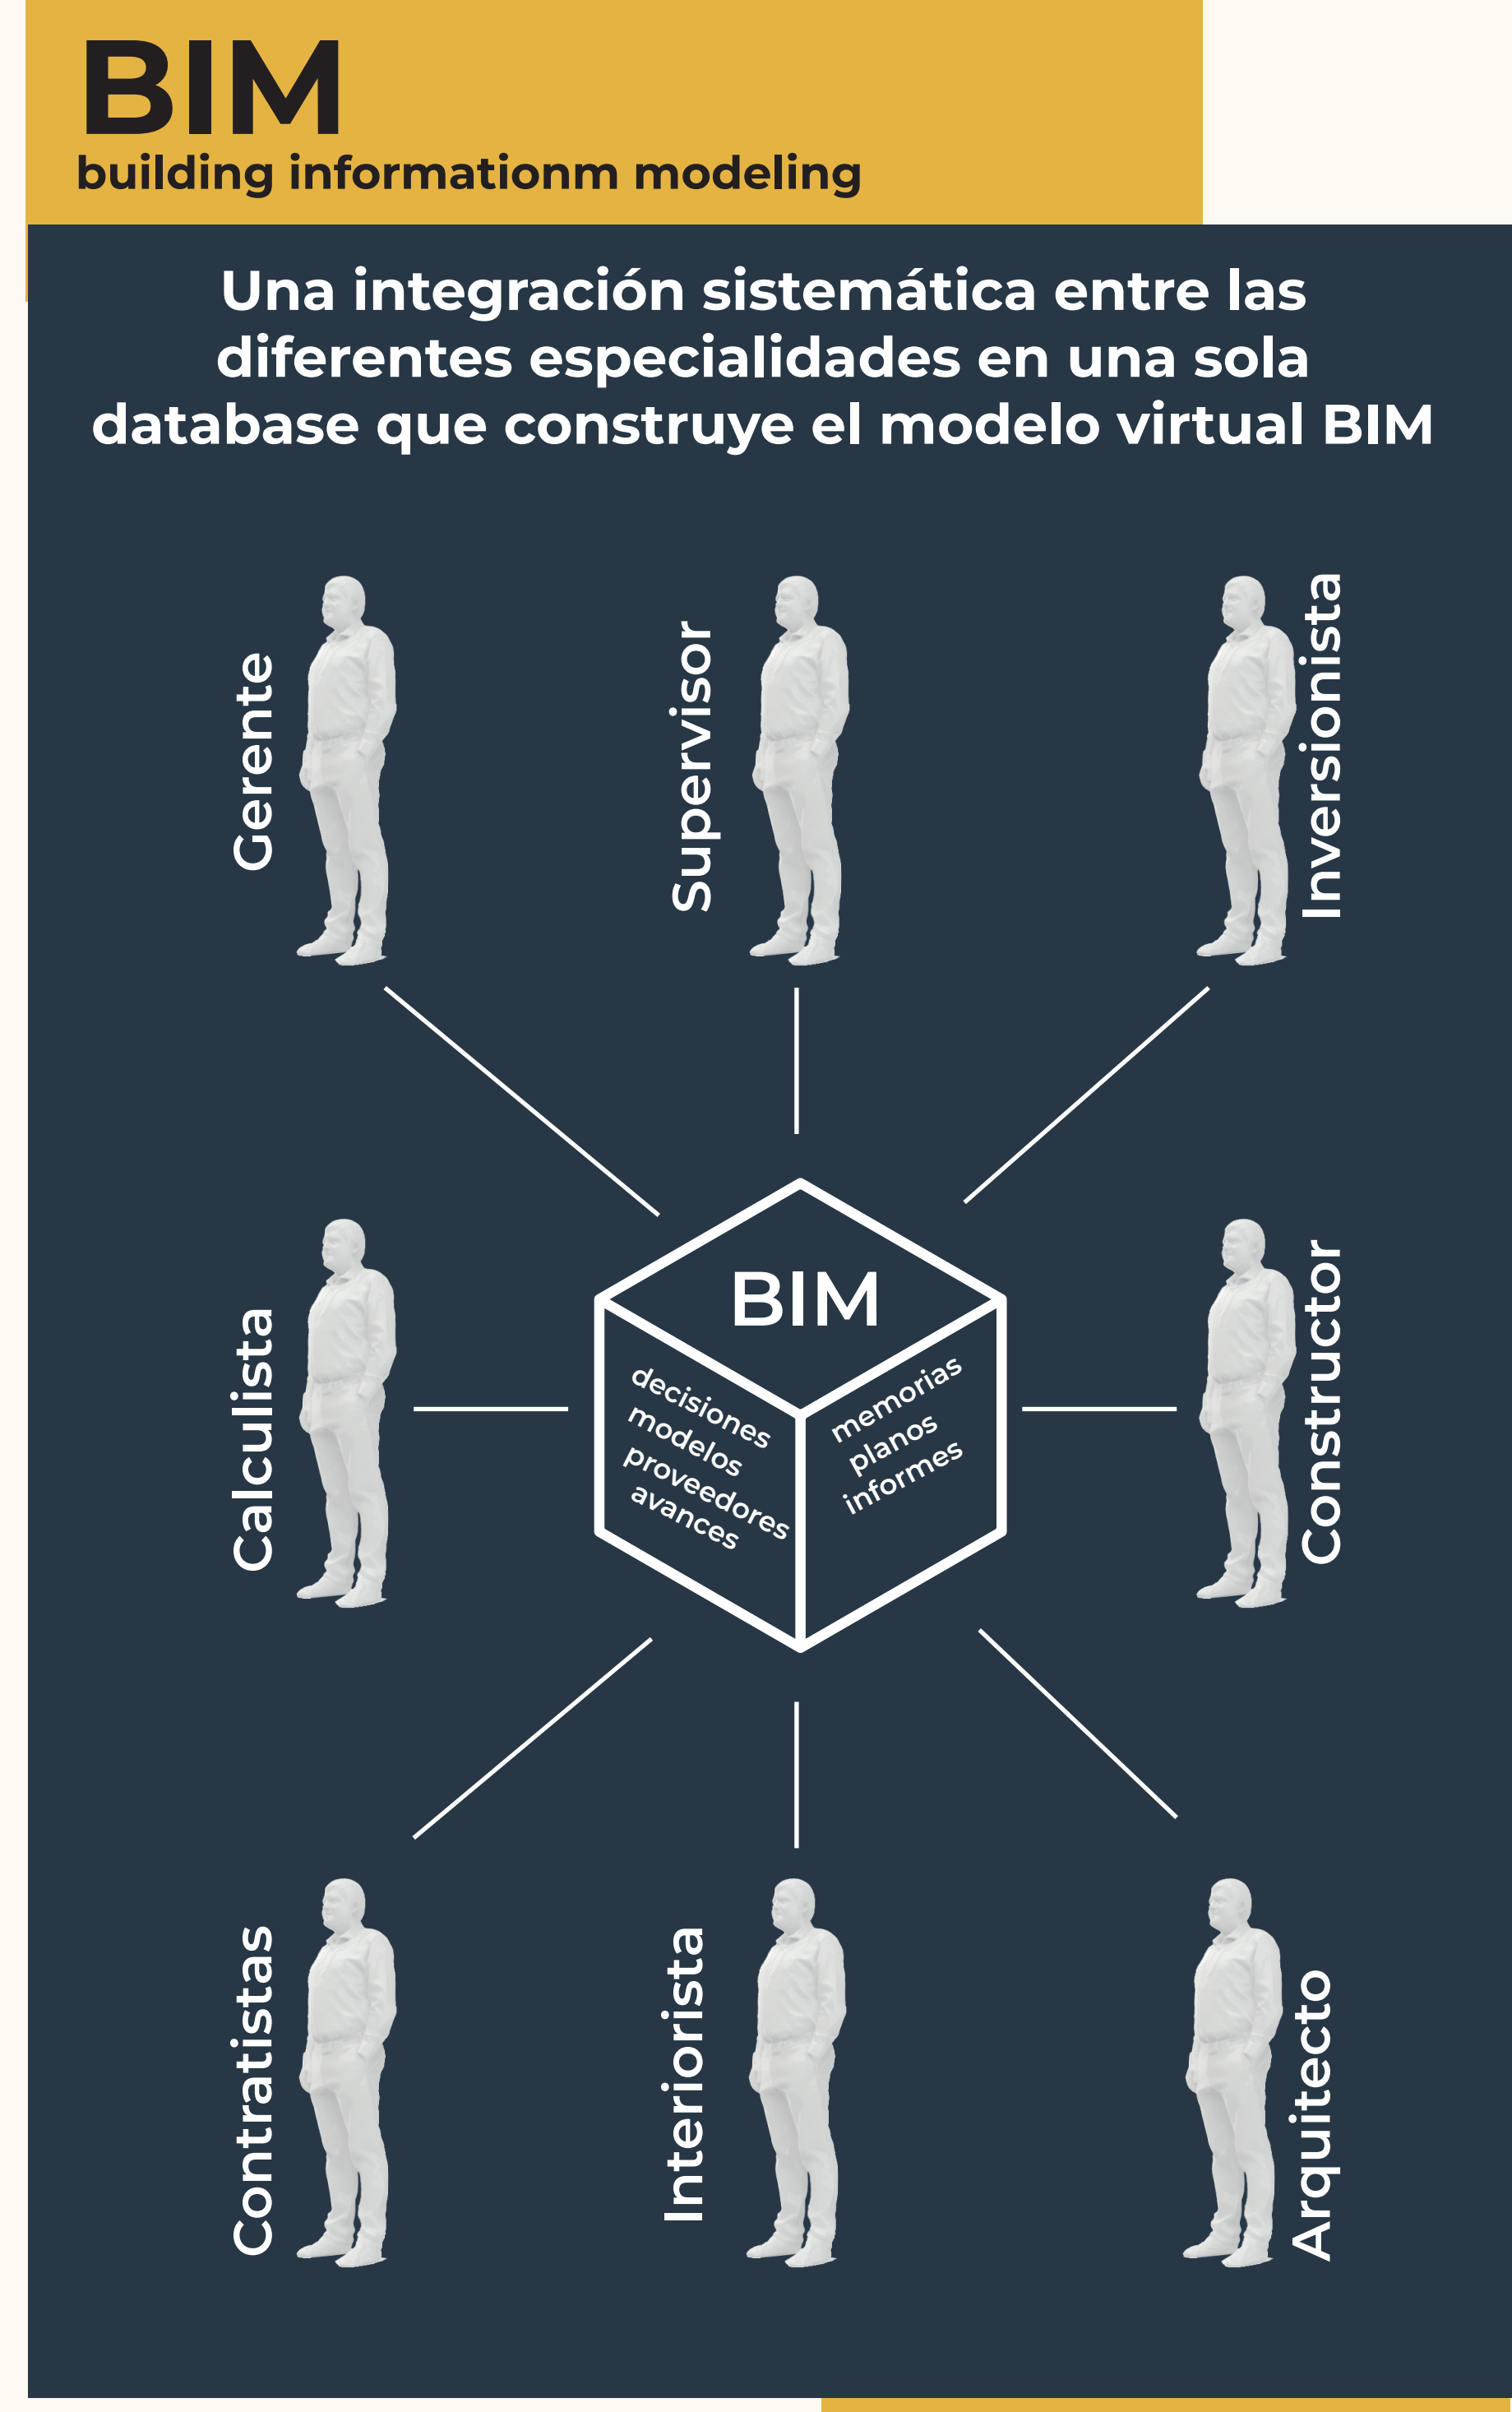 BIM
building informationm modeling
Una integración sistemática entre las
diferentes especialidades en una sola
database que construye el modelo virtual BIM
Gerente
Supervisor
Inversionista
Calculista
BIM
decisiones
modelos
proveedores
avances
memorias
planos
informes
Constructor
Contratistas
Interiorista
Arquitecto